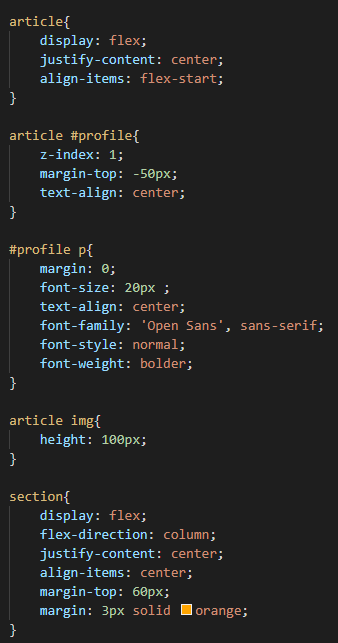 article{
display: flex;
justify-content: center;
align-items: flex-start;
}
article #profile{
z-index: 1;
margin-top: -50px;
text-align: center;
}
#profile p{
margin: 0;
font-size: 20px ;
text-align: center;
font-family: 'Open Sans', sans-serif;
font-style: normal;
font-weight: bolder;
}
article img{
height: 100px;
}
section{
display: flex;
flex-direction: column;
justify-content: center;
align-items: center;
margin-top: 60px;
margin: 3px solid orange;
}